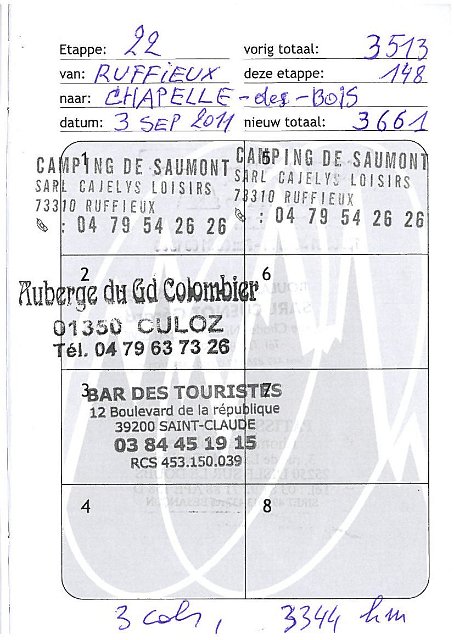 Etappe: 22 vorig totaal: 3513
van: RUFFIEUX deze etappe: 148
naar: CHAPELLE-des-BOIS
datum: 3 SEP 2011 nieuw totaal: 3661
1 5
CAMPING DE SAUMONT CAMPING DE SAUMONT
SARL CAJELYS LOISIRS SARL CAJELYS LOISIRS
73310 RUFFIEUX 73310 RUFFIEUX
: 04 79 54 26 26 : 04 79 54 26 26
2 6
Auberge du Gd Colombier
01350 CULOZ
Tél. 04 79 63 73 26
3 7
BAR DES TOURISTES
12 Boulevard de la république
39200 SAINT-CLAUDE
03 84 45 19 15
RCS 453.150.039
4 8
3 cols, 3344 hm